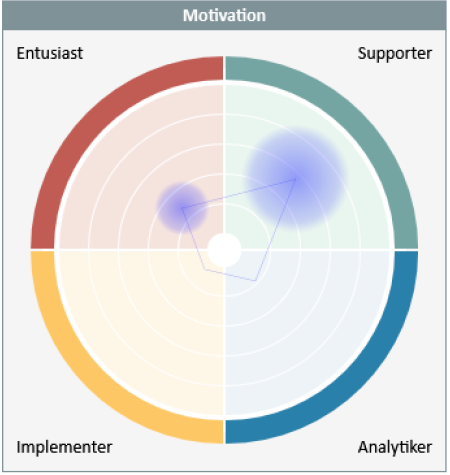 Motivation
Entusiast
Supporter
Implementer
Analytiker